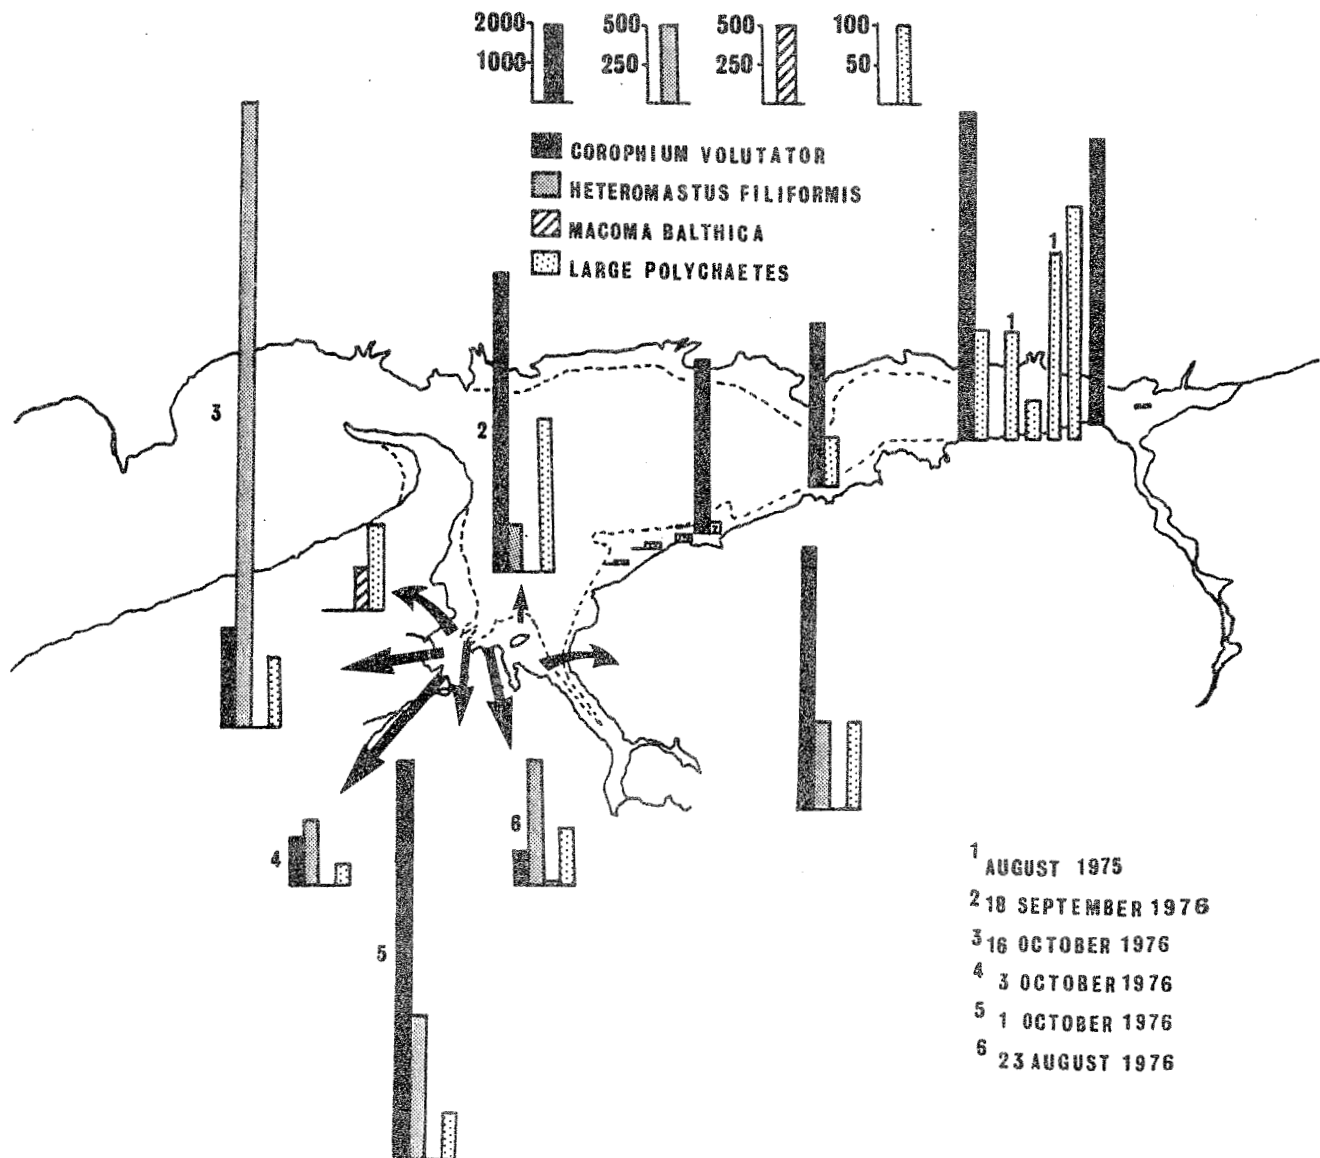 2000 500 500 100
1000 250 250 50
COROPHIUM VOLUTATOR
HETEROMASTUS FILIFORMIS
MACOMA BALTHICA
LARGE POLYCHAETES
1
1
3
2
6
4
5
1 AUGUST 1975
2 18 SEPTEMBER 1976
3 16 OCTOBER 1976
4 3 OCTOBER 1976
5 1 OCTOBER 1976
6 23 AUGUST 1976